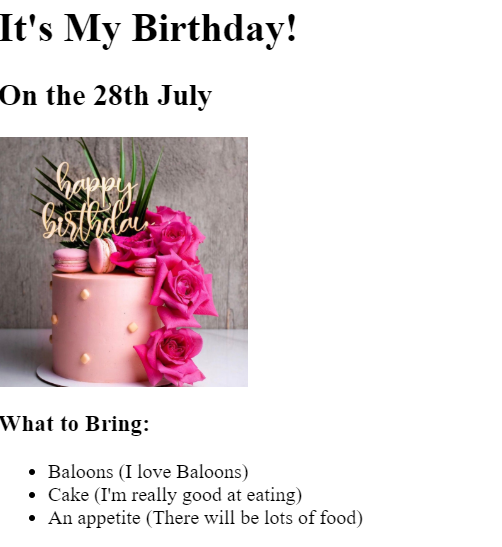 It's My Birthday!
On the 28th July
happy
birthday
What to Bring:
Baloons (I love Baloons)
Cake (I'm really good at eating)
An appetite (There will be lots of food)